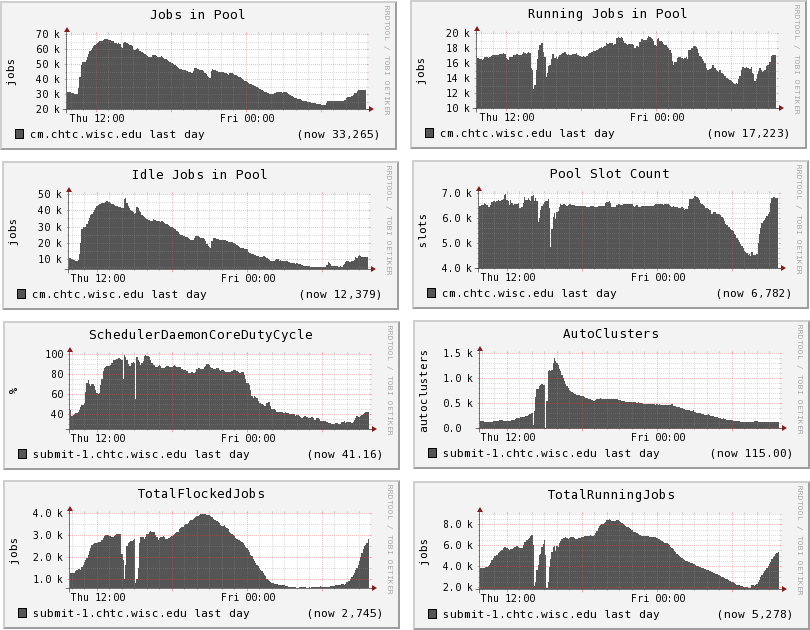 Jobs in Pool
RRDTOOL / TOBI OETIKER
jobs
70 k
60 k
50 k
40 k
30 k
20 k
Thu 12:00 Fri 00:00
cm.chtc.wisc.edu last day (now 33,265)
Running Jobs in Pool
RRDTOOL / TOBI OETIKER
jobs
20 k
18 k
16 k
14 k
12 k
10 k
Thu 12:00 Fri 00:00
cm.chtc.wisc.edu last day (now 17,223)
Idle Jobs in Pool
RRDTOOL / TOBI OETIKER
jobs
50 k
40 k
30 k
20 k
10 k
Thu 12:00 Fri 00:00
cm.chtc.wisc.edu last day (now 12,379)
Pool Slot Count
RRDTOOL / TOBI OETIKER
slots
7.0 k
6.0 k
5.0 k
4.0 k
Thu 12:00 Fri 00:00
cm.chtc.wisc.edu last day (now 6,782)
SchedulerDaemonCoreDutyCycle
RRDTOOL / TOBI OETIKER
%
100
80
60
40
Thu 12:00 Fri 00:00
submit-1.chtc.wisc.edu last day (now 41.16)
AutoClusters
RRDTOOL / TOBI OETIKER
autoclusters
1.5 k
1.0 k
0.5 k
0.0
Thu 12:00 Fri 00:00
submit-1.chtc.wisc.edu last day (now 115.00)
TotalFlockedJobs
RRDTOOL / TOBI OETIKER
jobs
4.0 k
3.0 k
2.0 k
1.0 k
Thu 12:00 Fri 00:00
submit-1.chtc.wisc.edu last day (now 2,745)
TotalRunningJobs
RRDTOOL / TOBI OETIKER
jobs
8.0 k
6.0 k
4.0 k
2.0 k
Thu 12:00 Fri 00:00
submit-1.chtc.wisc.edu last day (now 5,278)